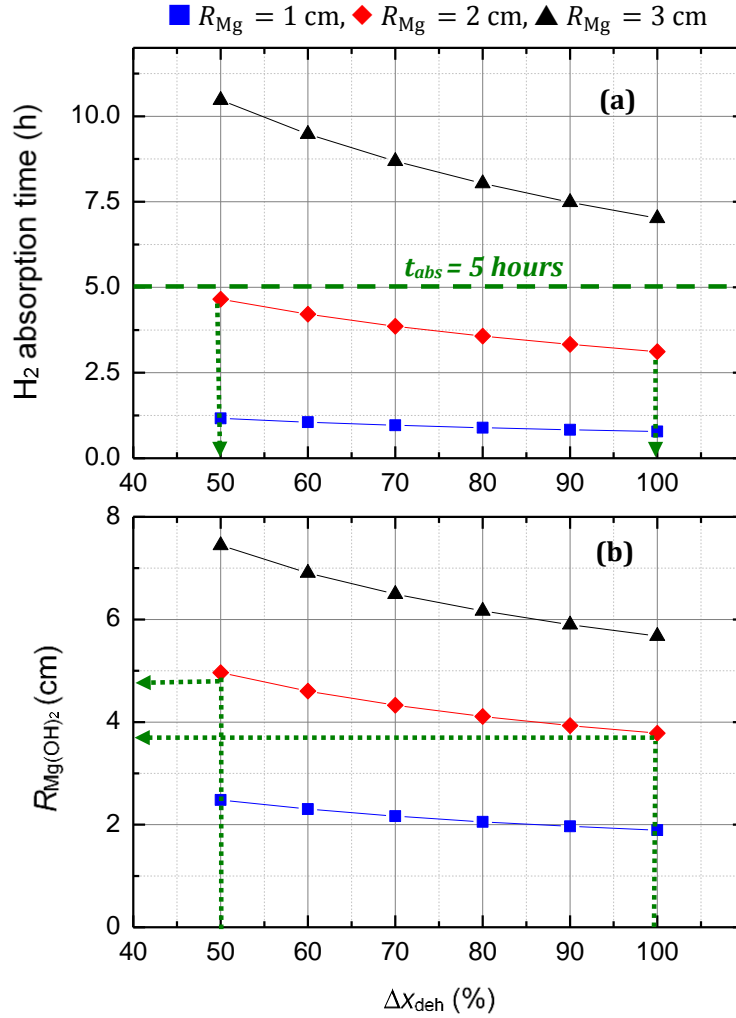 R_Mg = 1 cm, R_Mg = 2 cm, R_Mg = 3 cm
(a)
H₂ absorption time (h)
10.0
7.5
t_abs = 5 hours
5.0
2.5
0.0
40 50 60 70 80 90 100
(b)
R_Mg(OH)₂ (cm)
8
6
4
2
0
40 50 60 70 80 90 100
Δx_deh (%)